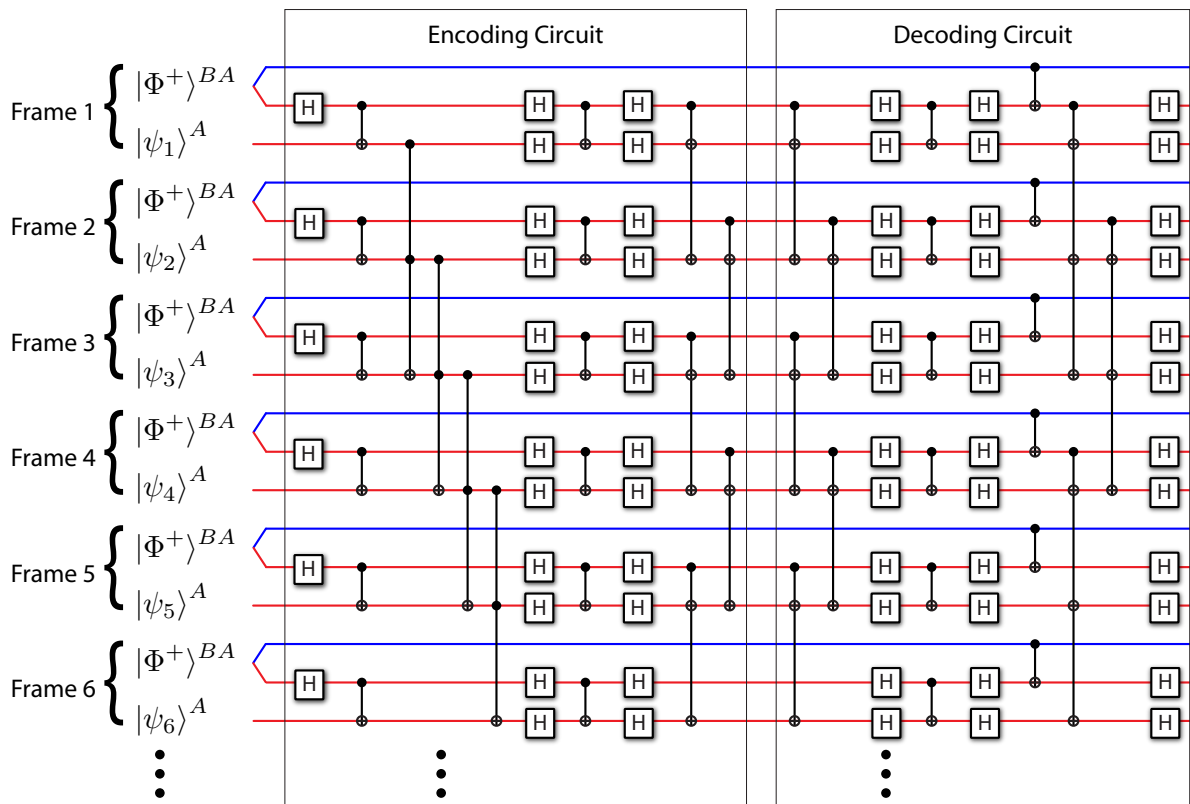 Encoding Circuit Decoding Circuit
Frame 1 |Φ⁺⟩ᴮᴬ
|ψ₁⟩ᴬ
H H H H H H
H H H H H
Frame 2 |Φ⁺⟩ᴮᴬ
|ψ₂⟩ᴬ
H H H H H H
H H H H H
Frame 3 |Φ⁺⟩ᴮᴬ
|ψ₃⟩ᴬ
H H H H H H
H H H H H
Frame 4 |Φ⁺⟩ᴮᴬ
|ψ₄⟩ᴬ
H H H H H H
H H H H H
Frame 5 |Φ⁺⟩ᴮᴬ
|ψ₅⟩ᴬ
H H H H H H
H H H H H
Frame 6 |Φ⁺⟩ᴮᴬ
|ψ₆⟩ᴬ
H H H H H H
H H H H H